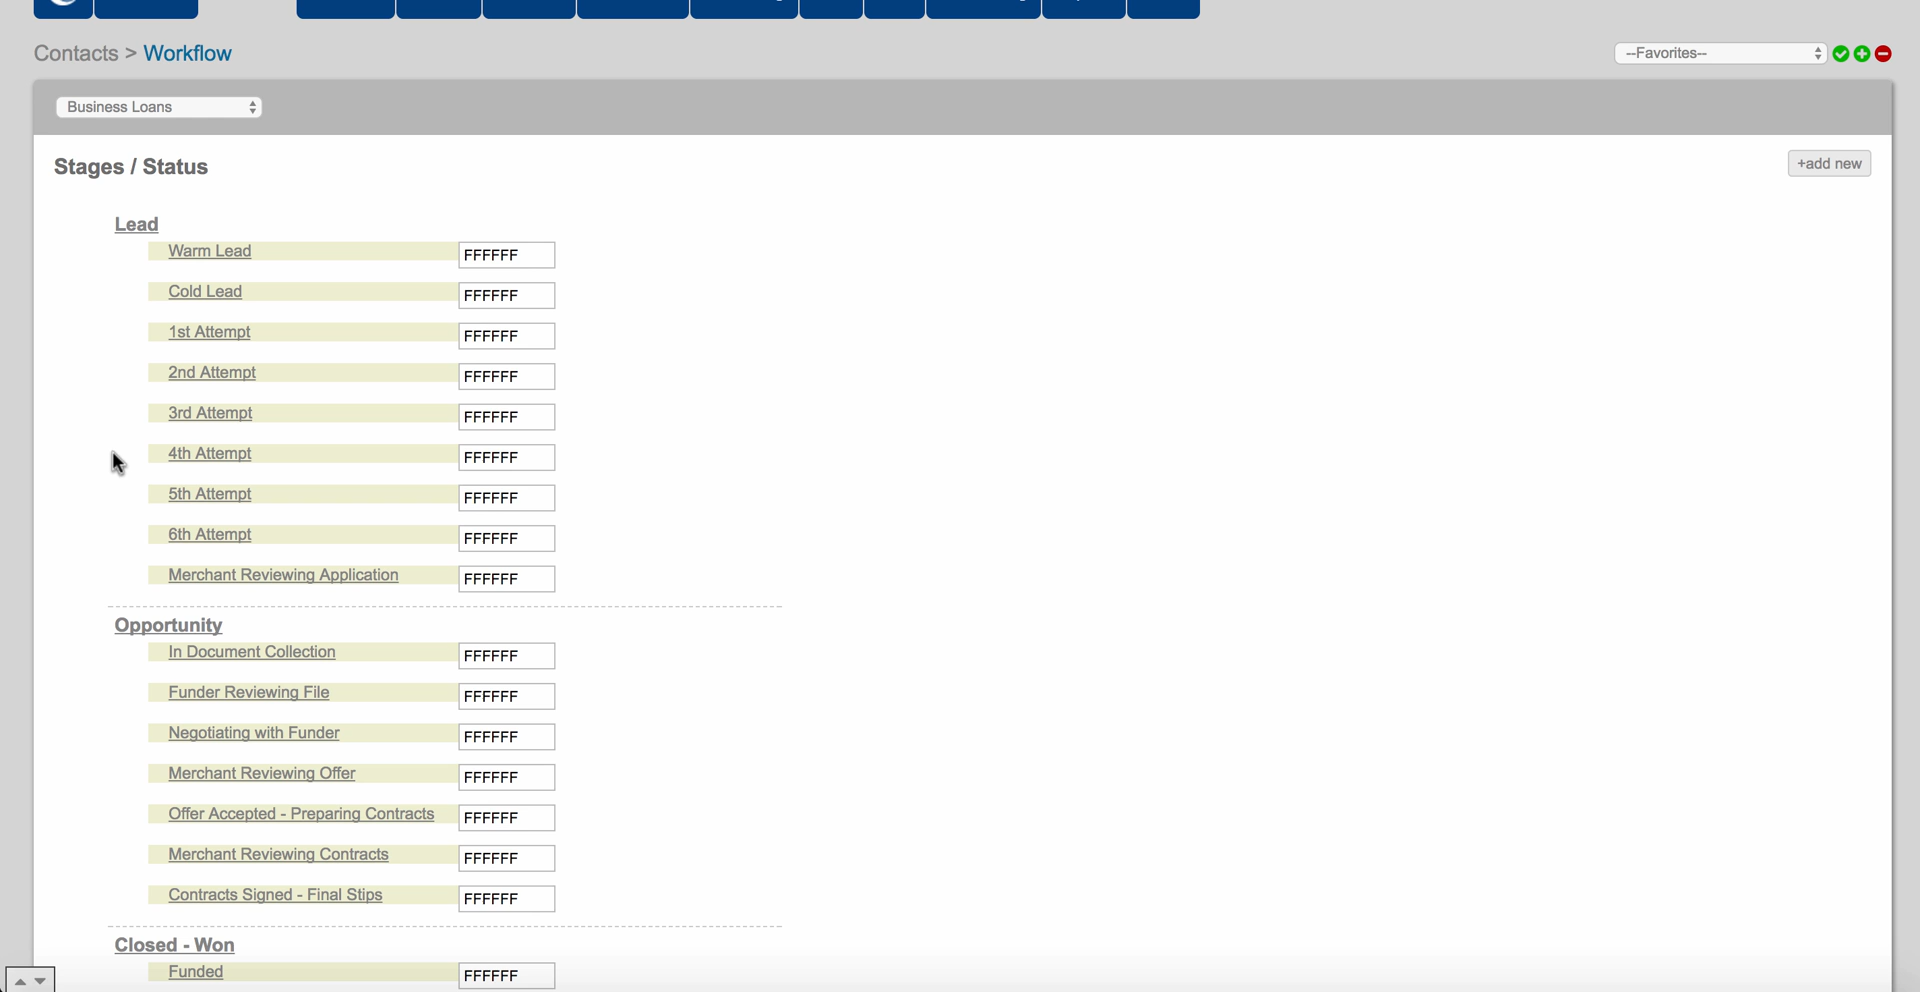 Contacts > Workflow
--Favorites--
Business Loans
Stages / Status
+add new
Lead
Warm Lead FFFFFF
Cold Lead FFFFFF
1st Attempt FFFFFF
2nd Attempt FFFFFF
3rd Attempt FFFFFF
4th Attempt FFFFFF
5th Attempt FFFFFF
6th Attempt FFFFFF
Merchant Reviewing Application FFFFFF
Opportunity
In Document Collection FFFFFF
Funder Reviewing File FFFFFF
Negotiating with Funder FFFFFF
Merchant Reviewing Offer FFFFFF
Offer Accepted - Preparing Contracts FFFFFF
Merchant Reviewing Contracts FFFFFF
Contracts Signed - Final Stips FFFFFF
Closed - Won
Funded FFFFFF